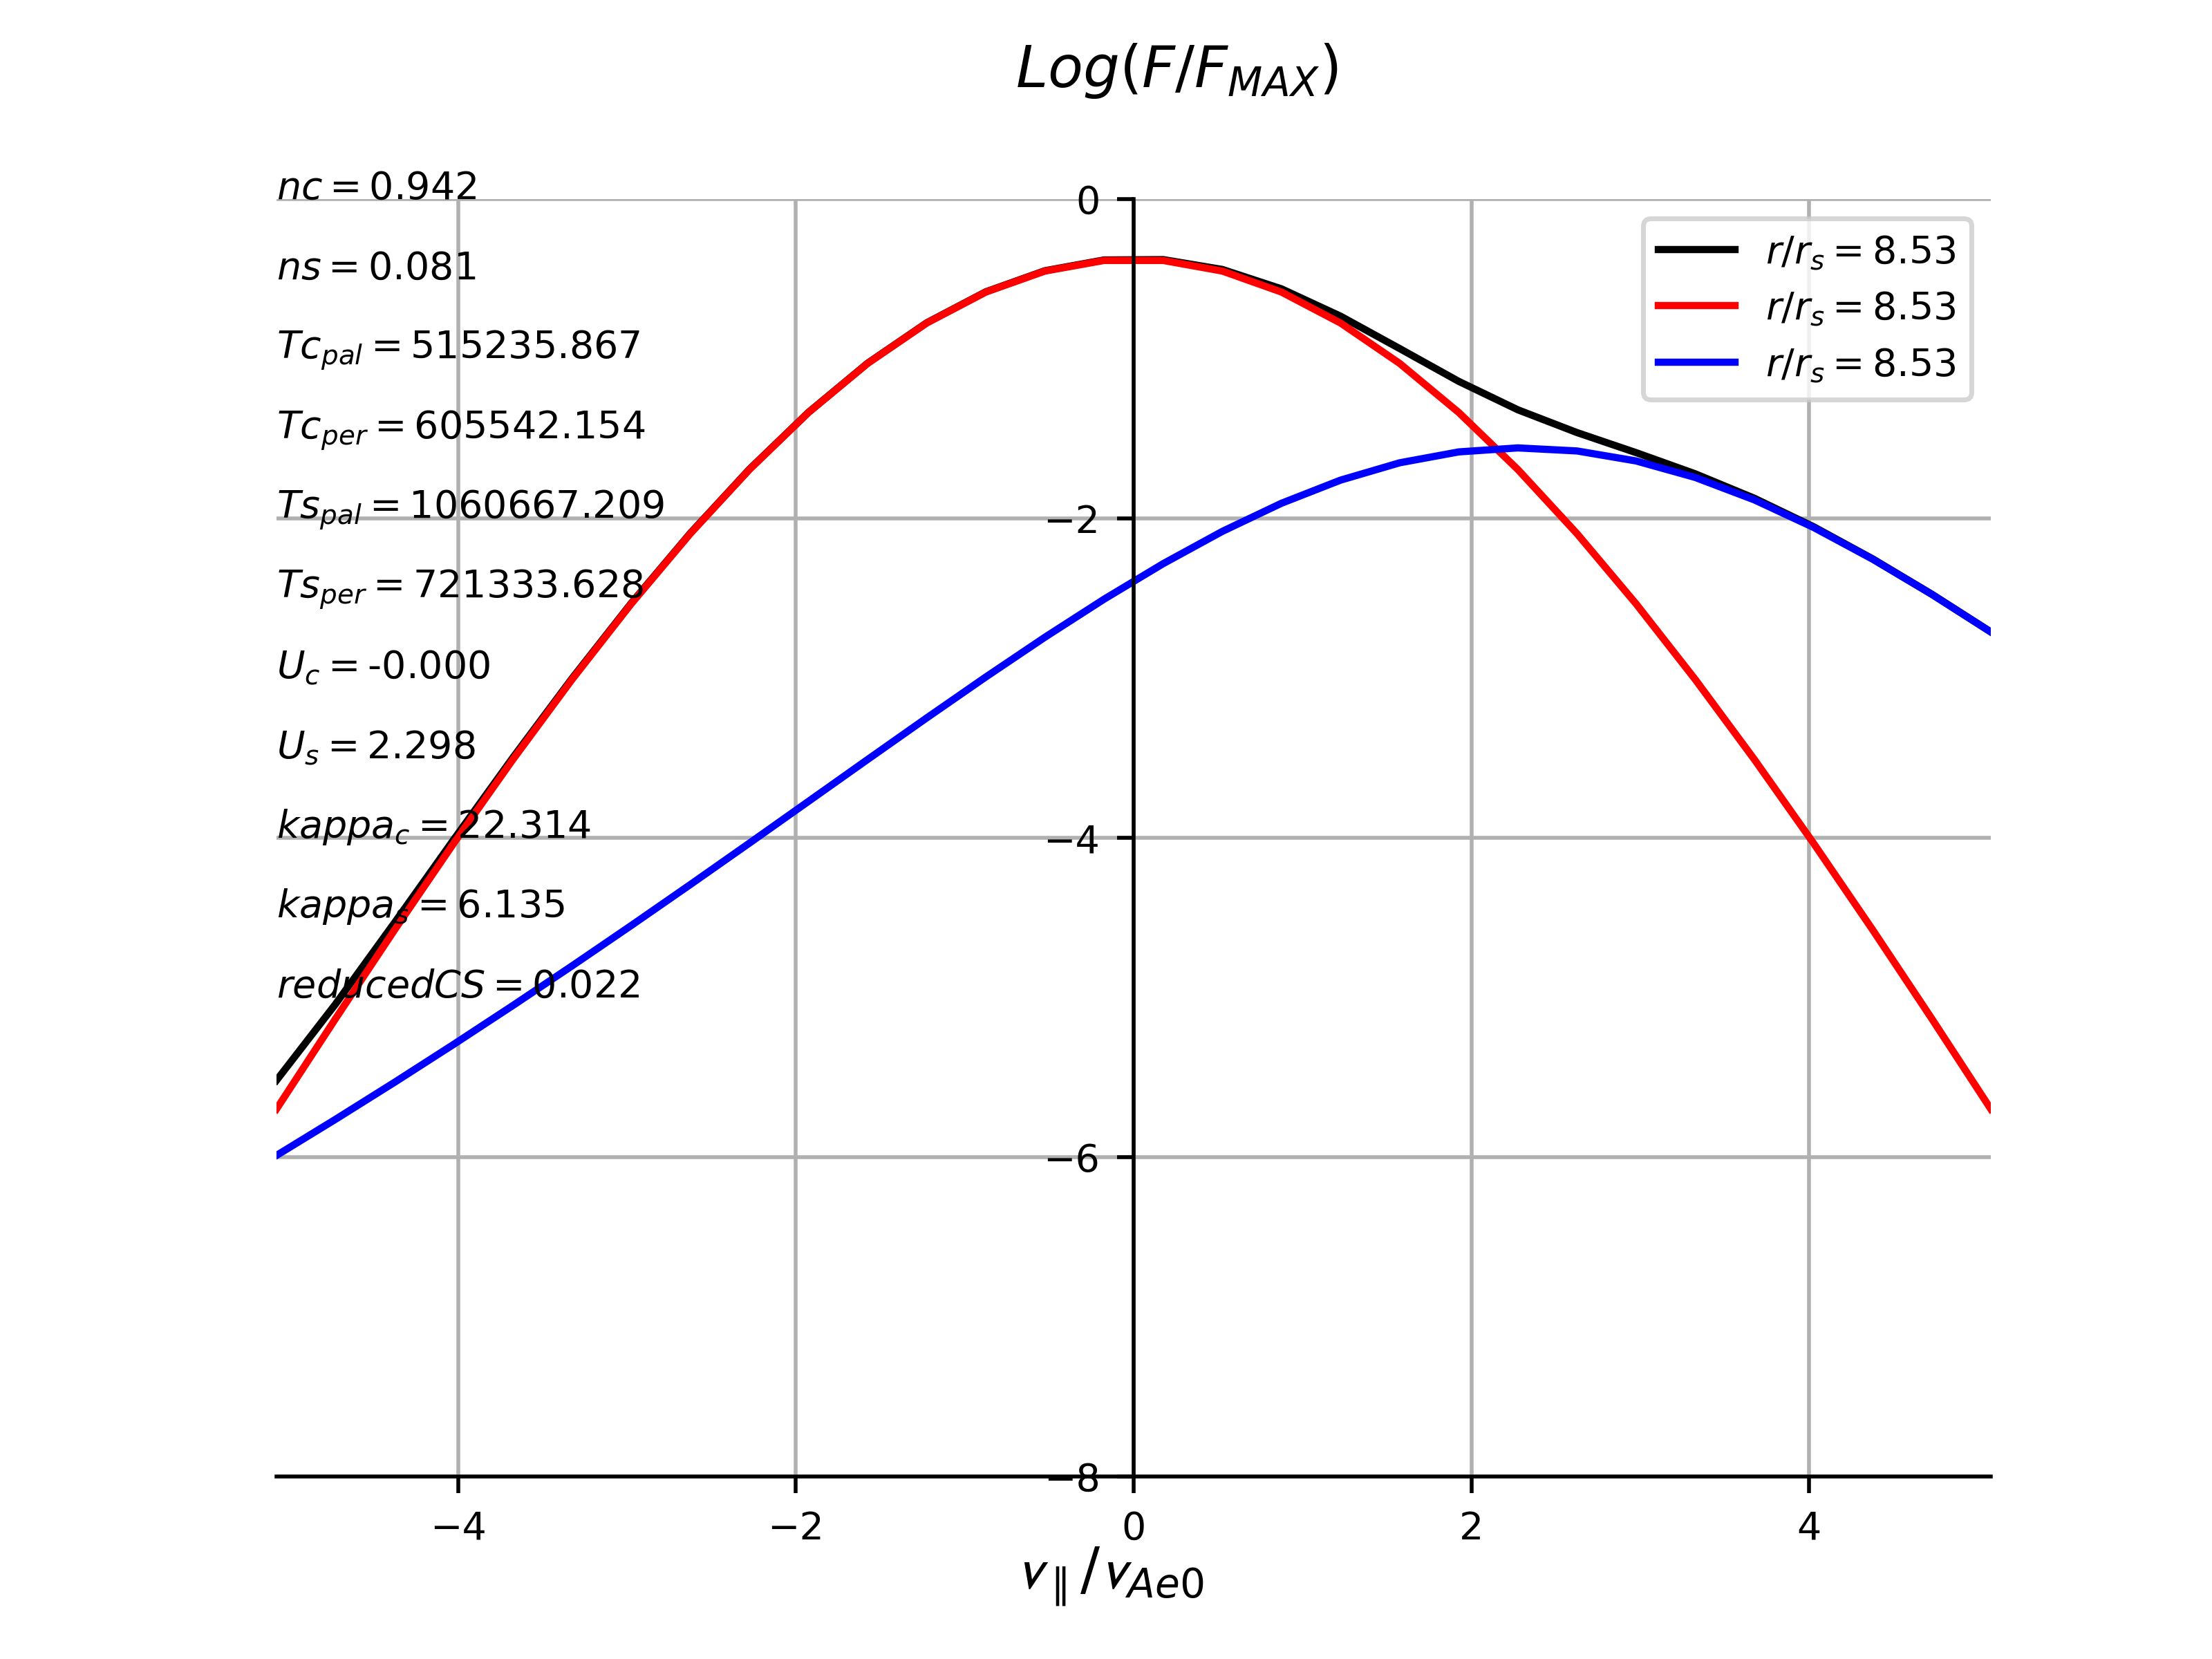 Log(F/F_MAX)
nc = 0.942
ns = 0.081
Tc_pal = 515235.867
Tc_per = 605542.154
Ts_pal = 1060667.209
Ts_per = 721333.628
U_c = -0.000
U_s = 2.298
kappa_c = 22.314
kappa_s = 6.135
reducedCS = 0.022
0
−2
−4
−6
−8
r/r_s = 8.53
r/r_s = 8.53
r/r_s = 8.53
−4 −2 0 2 4
v_∥/v_Ae0